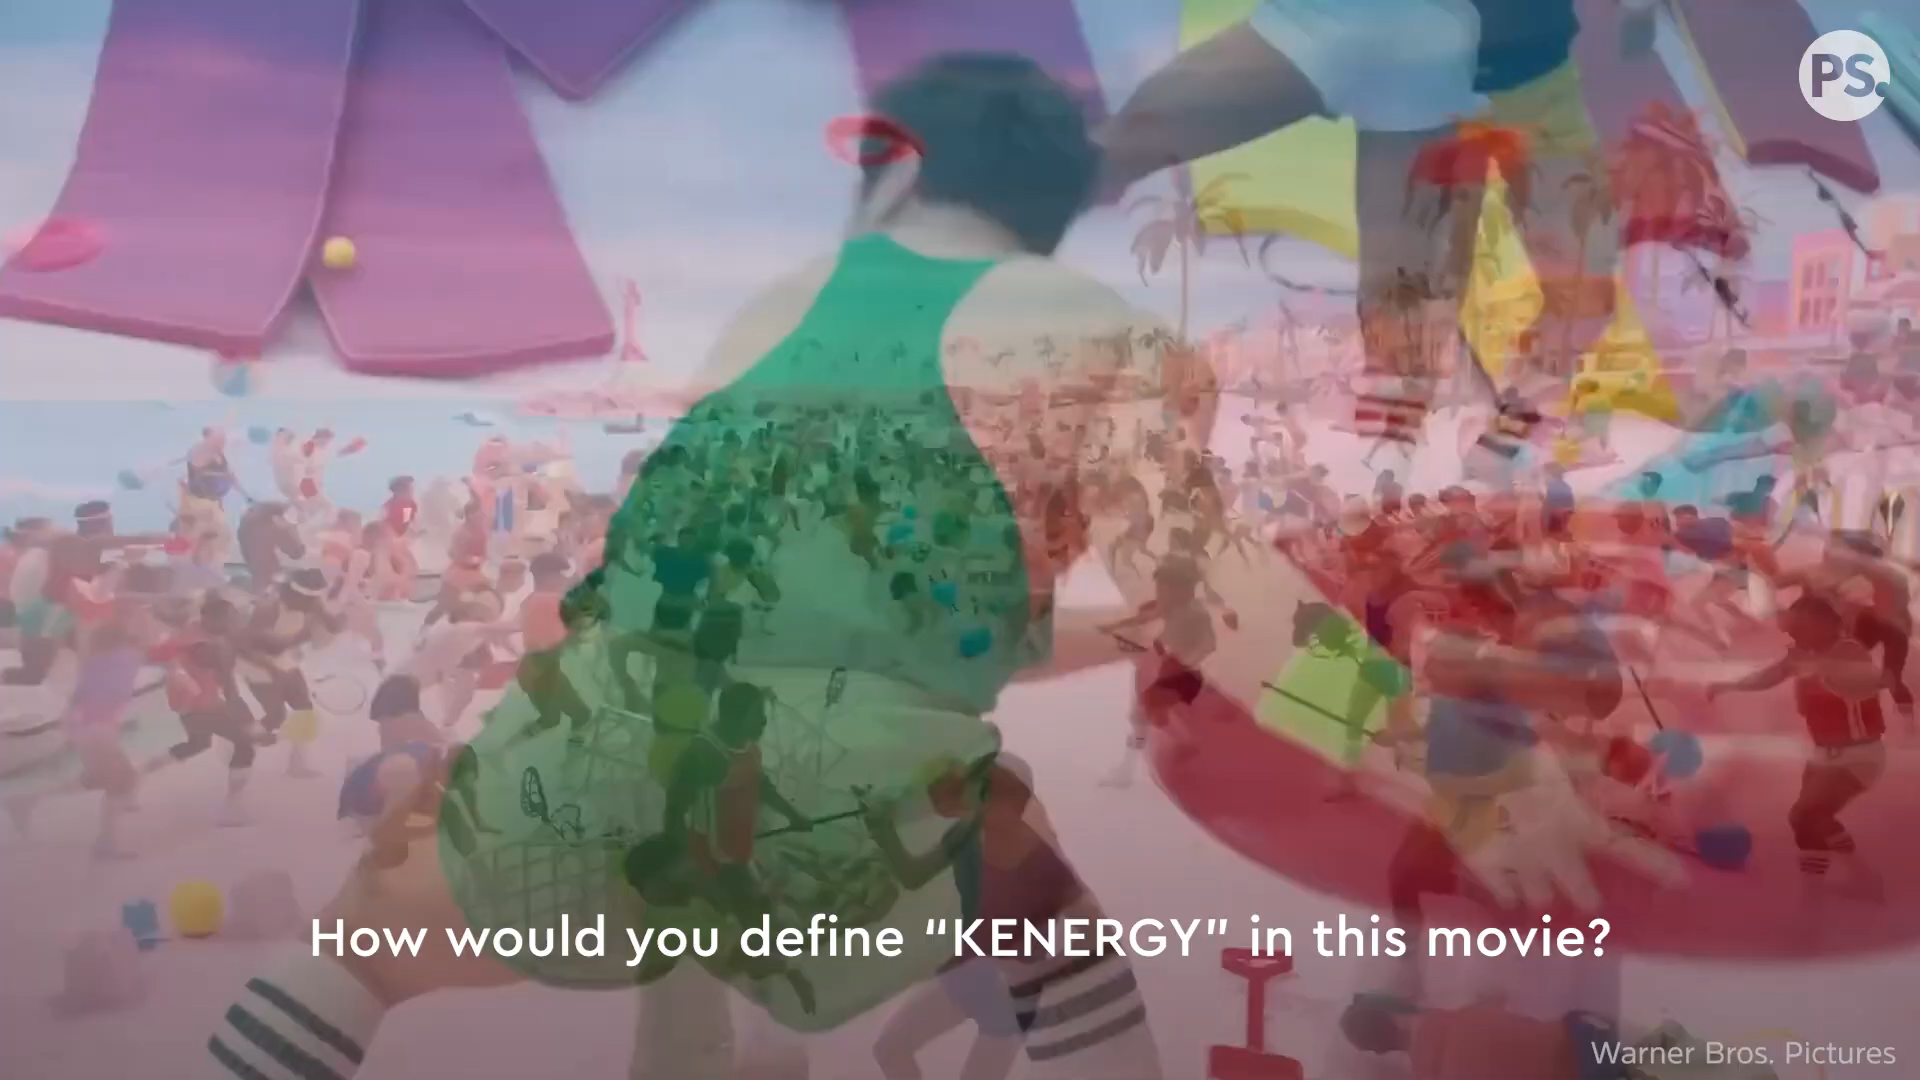 PS.
How would you define “KENERGY” in this movie?
Warner Bros. Pictures